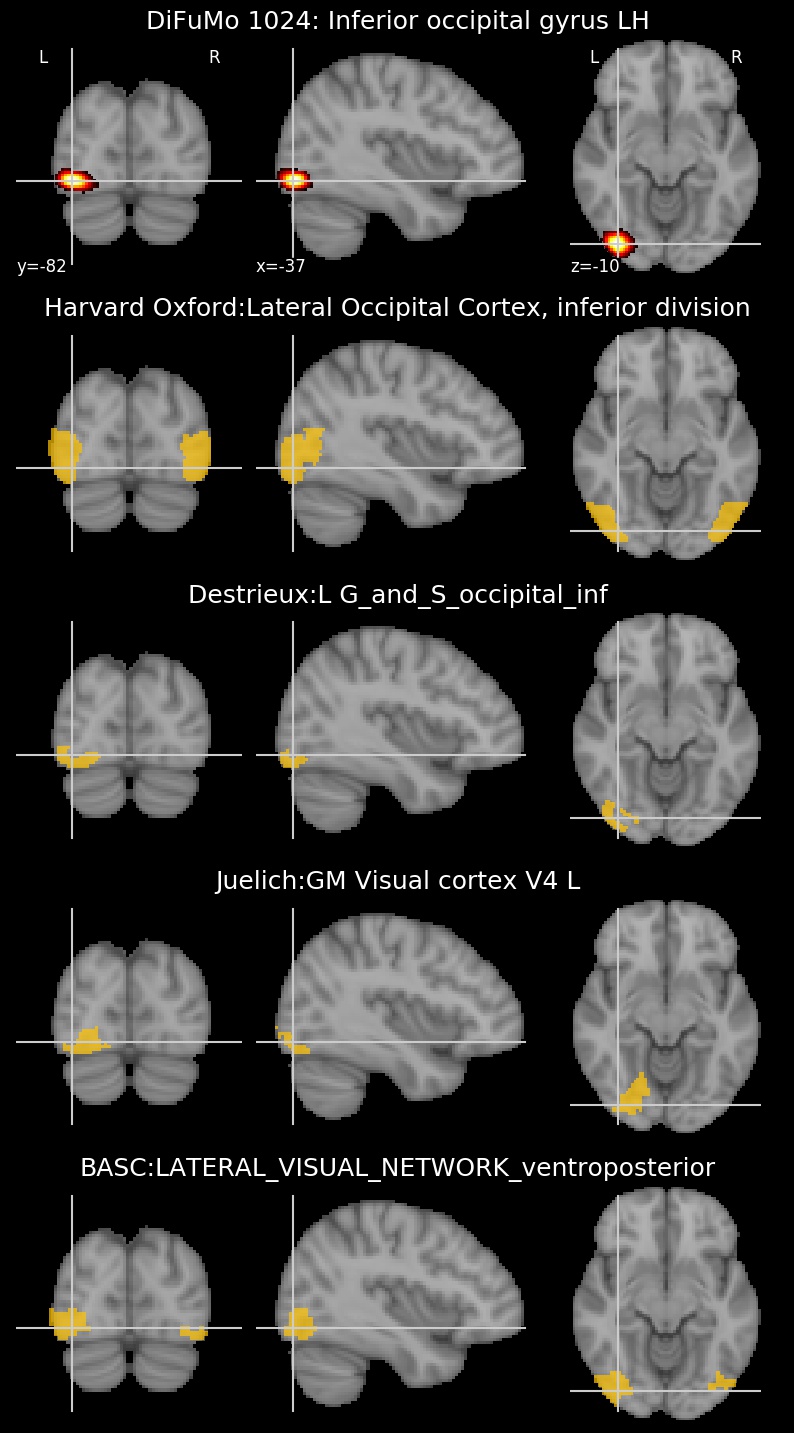 DiFuMo 1024: Inferior occipital gyrus LH
L R L R
y=-82 x=-37 z=-10
Harvard Oxford:Lateral Occipital Cortex, inferior division
Destrieux:L G_and_S_occipital_inf
Juelich:GM Visual cortex V4 L
BASC:LATERAL_VISUAL_NETWORK_ventroposterior